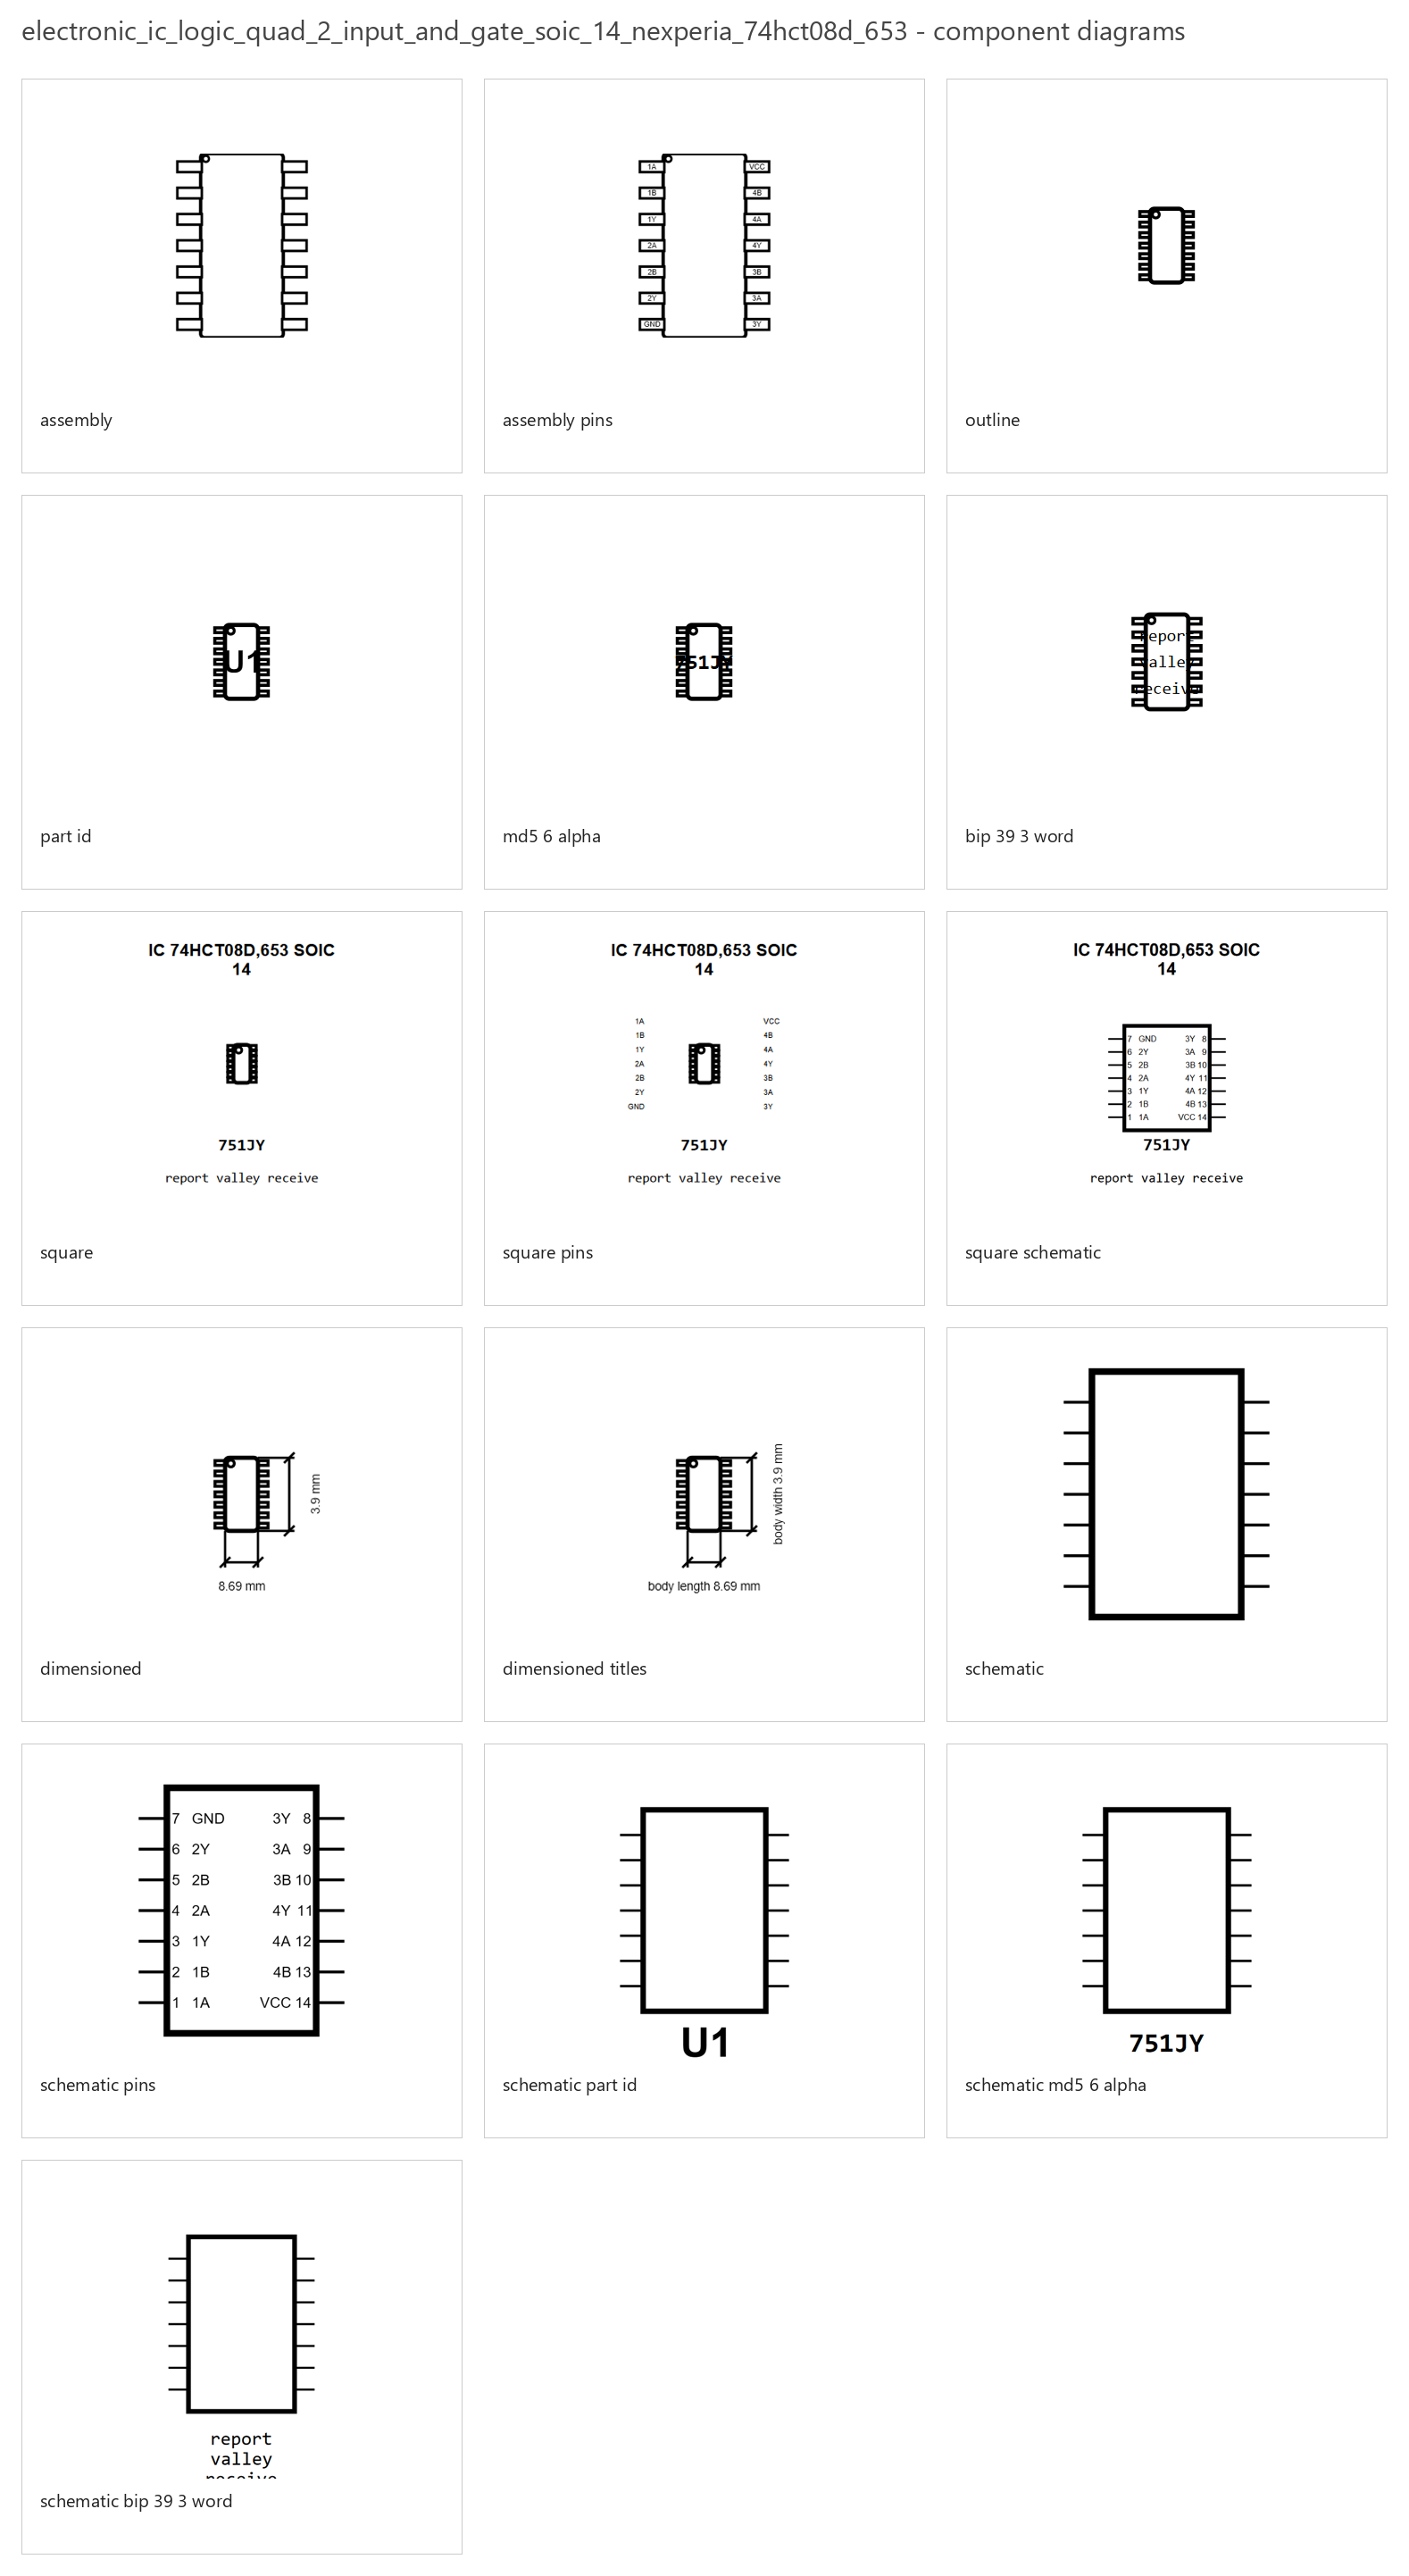 electronic_ic_logic_quad_2_input_and_gate_soic_14_nexperia_74hct08d_653 - component diagrams
1A VCC
1B 4B
1Y 4A
2A 4Y
2B 3B
2Y 3A
GND 3Y
assembly
assembly pins
outline
U1
751JY
report
valley
receive
part id
md5 6 alpha
bip 39 3 word
IC 74HCT08D,653 SOIC
14
751JY
report valley receive
square
IC 74HCT08D,653 SOIC
14
1A VCC
1B 4B
1Y 4A
2A 4Y
2B 3B
2Y 3A
GND 3Y
751JY
report valley receive
square pins
IC 74HCT08D,653 SOIC
14
7 GND 3Y 8
6 2Y 3A 9
5 2B 3B 10
4 2A 4Y 11
3 1Y 4A 12
2 1B 4B 13
1 1A VCC 14
751JY
report valley receive
square schematic
3.9 mm
8.69 mm
dimensioned
body width 3.9 mm
body length 8.69 mm
dimensioned titles
schematic
7 GND 3Y 8
6 2Y 3A 9
5 2B 3B 10
4 2A 4Y 11
3 1Y 4A 12
2 1B 4B 13
1 1A VCC 14
schematic pins
U1
schematic part id
751JY
schematic md5 6 alpha
report
valley
receive
schematic bip 39 3 word